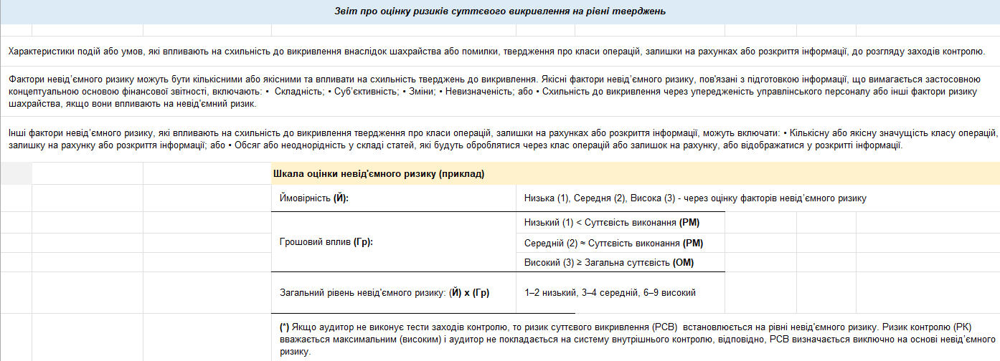 Звіт про оцінку ризиків суттєвого викривлення на рівні тверджень
Характеристики подій або умов, які впливають на схильність до викривлення внаслідок шахрайства або помилки, твердження про класи операцій, залишки на рахунках або розкриття інформації, до розгляду заходів контролю.
Фактори невід’ємного ризику можуть бути кількісними або якісними та впливати на схильність тверджень до викривлення. Якісні фактори невід’ємного ризику, пов'язані з підготовкою інформації, що вимагається застосовною
концептуальною основою фінансової звітності, включають: • Складність; • Суб’єктивність; • Зміни; • Невизначеність; або • Схильність до викривлення через упередженість управлінського персоналу або інші фактори ризику
шахрайства, якщо вони впливають на невід'ємний ризик.
Інші фактори невід’ємного ризику, які впливають на схильність до викривлення твердження про класи операцій, залишки на рахунках або розкриття інформації, можуть включати: • Кількісну або якісну значущість класу операцій,
залишку на рахунку або розкриття інформації; або • Обсяг або неоднорідність у складі статей, які будуть оброблятися через клас операцій або залишок на рахунку, або відображатися у розкритті інформації.
Шкала оцінки невід'ємного ризику (приклад)
Ймовірність (Й):
Низька (1), Середня (2), Висока (3) - через оцінку факторів невід’ємного ризику
Грошовий вплив (Гр):
Низький (1) < Суттєвість виконання (PM)
Середній (2) ≈ Суттєвість виконання (PM)
Високий (3) ≥ Загальна суттєвість (OM)
Загальний рівень невід'ємного ризику: (Й) x (Гр)
1–2 низький, 3–4 середній, 6–9 високий
(*) Якщо аудитор не виконує тести заходів контролю, то ризик суттєвого викривлення (РСВ) встановлюється на рівні невід'ємного ризику. Ризик контролю (РК)
вважається максимальним (високим) і аудитор не покладається на систему внутрішнього контролю, відповідно, РСВ визначається виключно на основі невід’ємного
ризику.